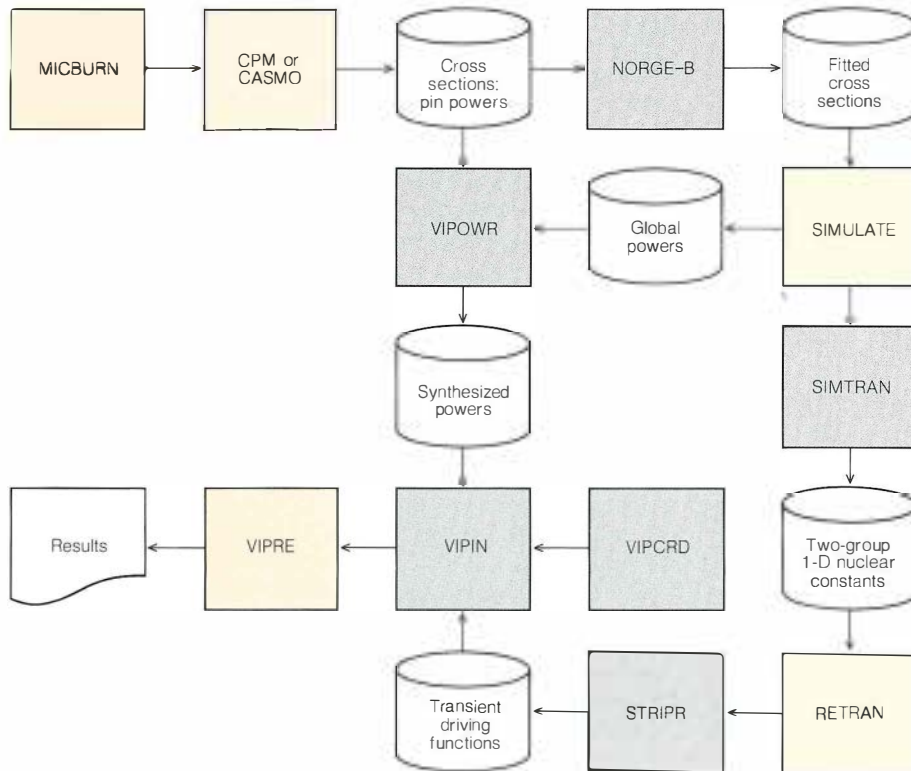 MICBURN
CPM or
CASMO
Cross
sections:
pin powers
NORGE-B
Fitted
cross
sections
VIPOWR
Global
powers
SIMULATE
Synthesized
powers
SIMTRAN
Results
VIPRE
VIPIN
VIPCRD
Two-group
1-D nuclear
constants
Transient
driving
functions
STRIPR
RETRAN